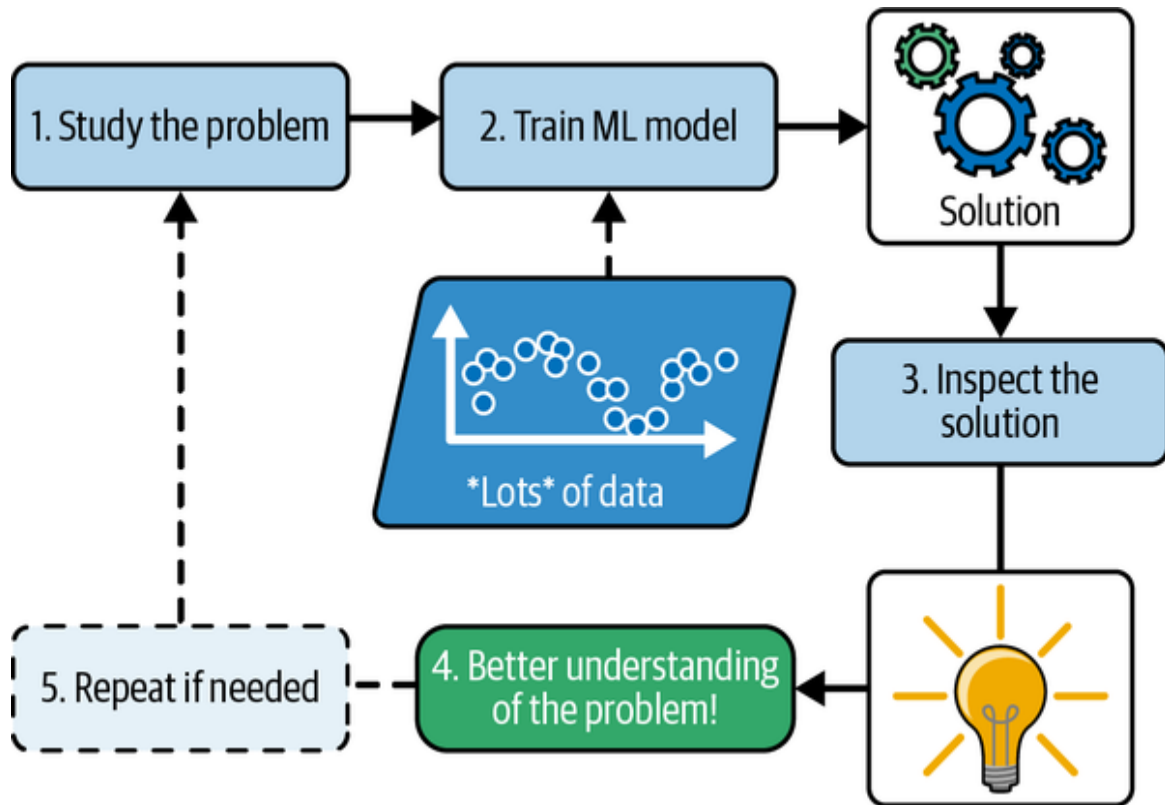 1. Study the problem
2. Train ML model
Solution
*Lots* of data
3. Inspect the
solution
4. Better understanding
of the problem!
5. Repeat if needed